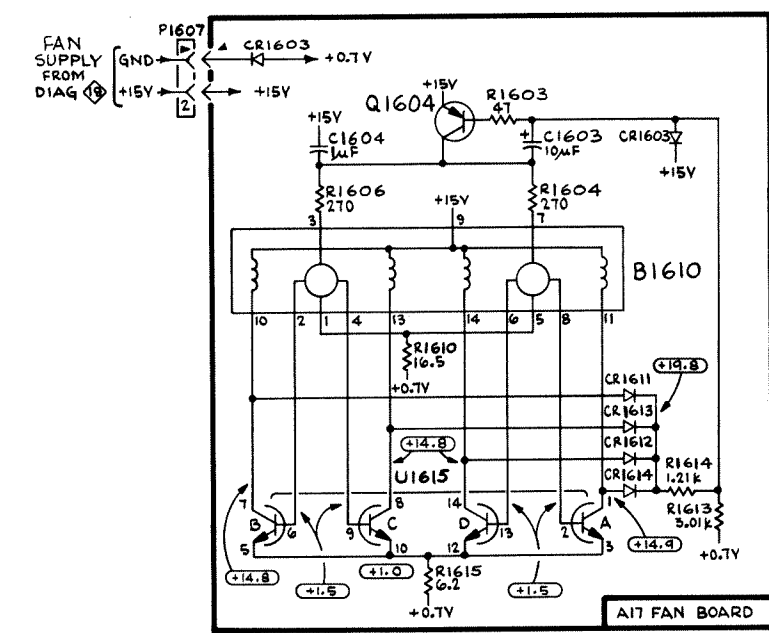 P1607
FAN
SUPPLY
FROM
DIAG 18
GND
+15V
2
CR1603
+0.7V
+15V
+15V
Q1604
R1603
47
+15V
C1604
1µF
+
C1603
10µF
CR1603
+15V
R1606
270
3
+15V
9
R1604
270
7
B1610
10 2 1 4 13 14 6 5 8 11
R1610
16.5
+0.7V
CR1611
+19.8
CR1613
CR1612
CR1614
+14.8
U1615
R1614
1.21K
R1613
3.01K
+0.7V
7 8 14 1
B 6 9 C D 13 2 A
5 10 12 3
+14.9
+14.8
+1.5
+1.0
R1615
6.2
+0.7V
+1.5
A17 FAN BOARD